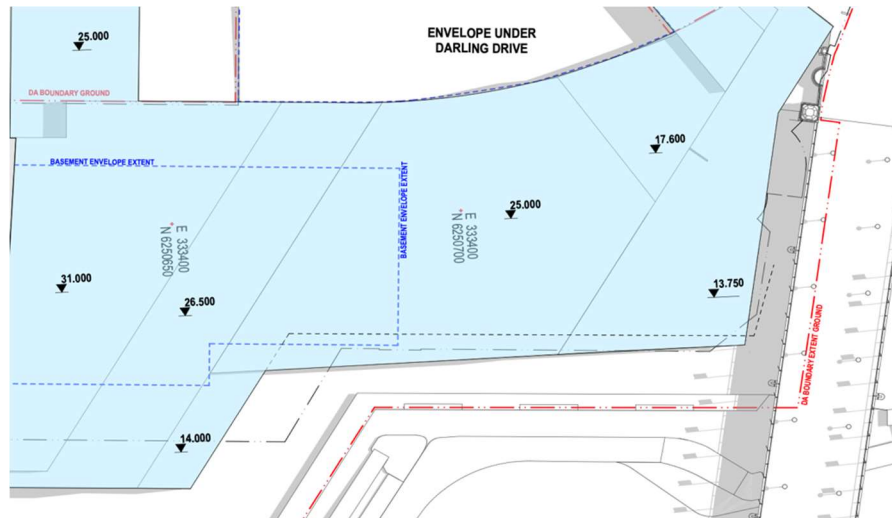 25.000
ENVELOPE UNDER
DARLING DRIVE
DA BOUNDARY GROUND
17.600
BASEMENT ENVELOPE EXTENT
BASEMENT ENVELOPE EXTENT
25.000
E 333400
N 6250650
E 333400
N 6250700
31.000
26.500
13.750
DA BOUNDARY EXTENT GROUND
14.000